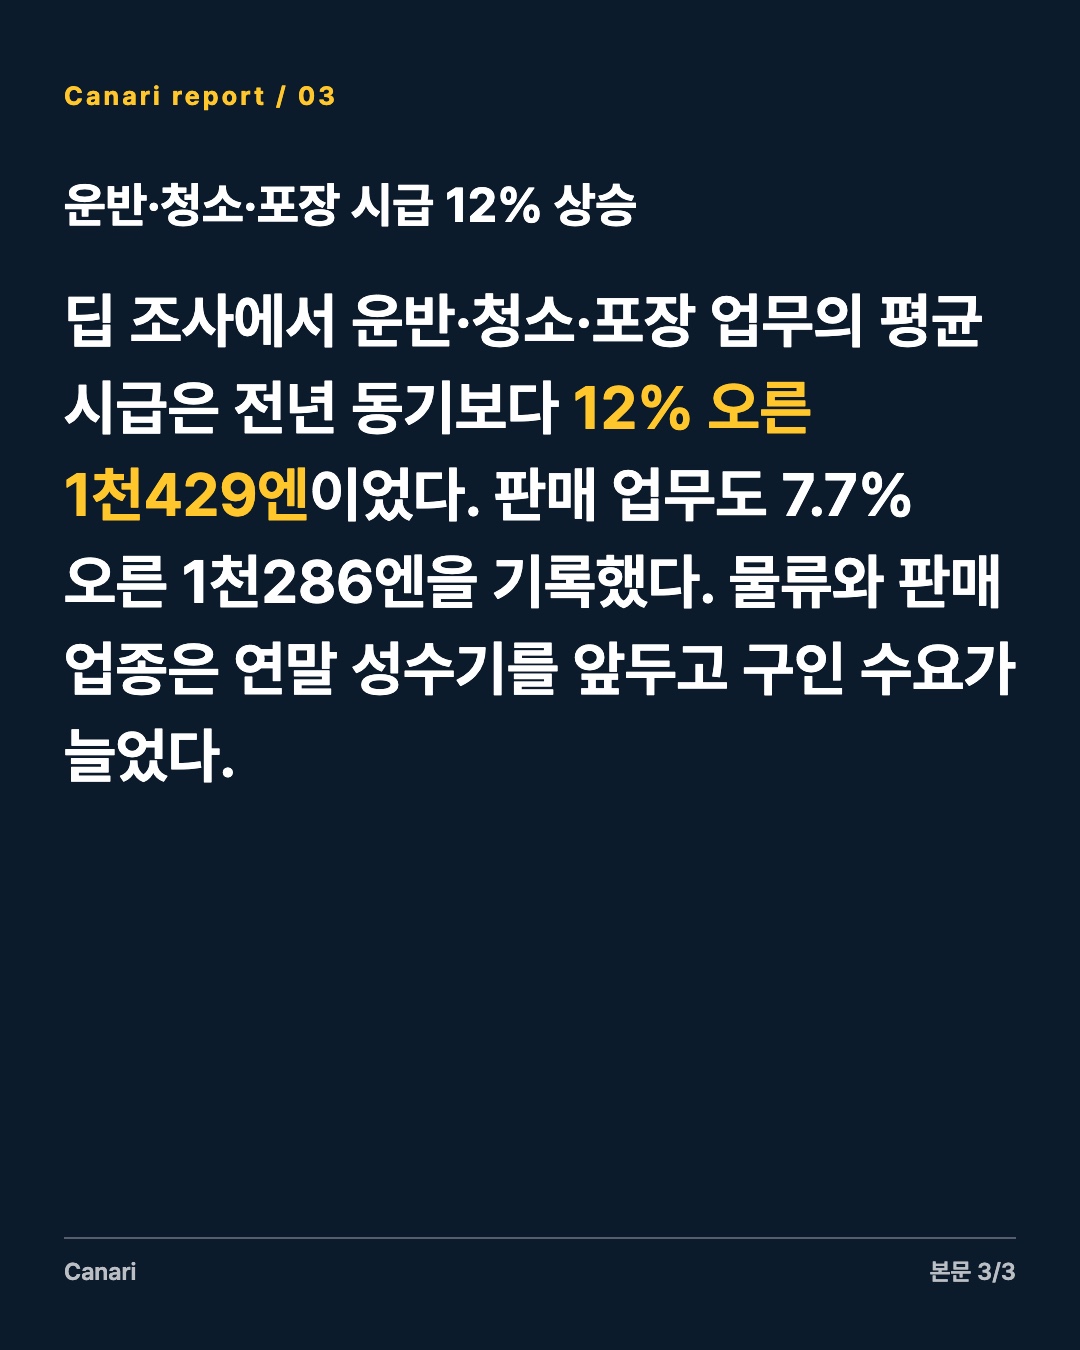 Canari report / 03
운반·청소·포장 시급 12% 상승
딥 조사에서 운반·청소·포장 업무의 평균
시급은 전년 동기보다 12% 오른
1천429엔이었다. 판매 업무도 7.7%
오른 1천286엔을 기록했다. 물류와 판매
업종은 연말 성수기를 앞두고 구인 수요가
늘었다.
Canari
본문 3/3